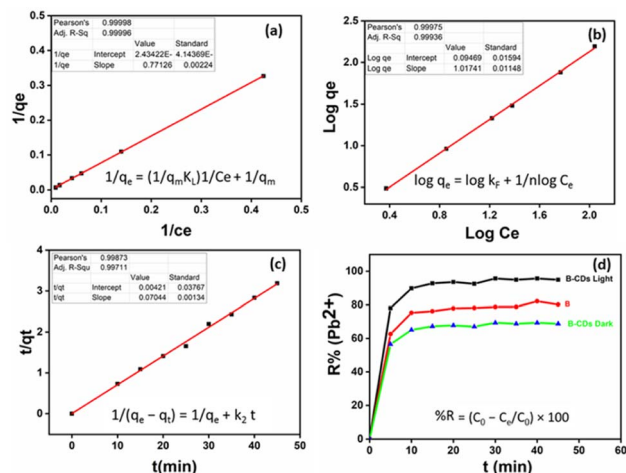 (a)
Pearson's 0.99998
Adj. R-Sq 0.99996
Value Standard
1/qe Intercept 2.43422E- 4.14369E-
1/qe Slope 0.77126 0.00224
1/qe
0.4
0.3
0.2
0.1
0.0
0.0 0.1 0.2 0.3 0.4 0.5
1/qₑ = (1/qₘK_L)1/Ce + 1/qₘ
1/ce
(b)
Pearson's 0.99975
Adj. R-Sq 0.99936
Value Standard
Log qe Intercept 0.09469 0.01594
Log qe Slope 1.01741 0.01148
Log qe
2.5
2.0
1.5
1.0
0.5
0.5 1.0 1.5 2.0
log qₑ = log k_F + 1/nlog Cₑ
Log Ce
(c)
Pearson's 0.99873
Adj. R-Squ 0.99711
Value Standard
t/qt Intercept 0.00421 0.03767
t/qt Slope 0.07044 0.00134
t/qt
4
3
2
1
0
0 10 20 30 40 50
1/(qₑ − qₜ) = 1/qₑ + k₂ t
t(min)
(d)
R% (Pb²⁺)
100
80
60
40
20
0
B-CDs Light
B
B-CDs Dark
%R = (C₀ − Cₑ/C₀) × 100
0 10 20 30 40 50 60
t (min)